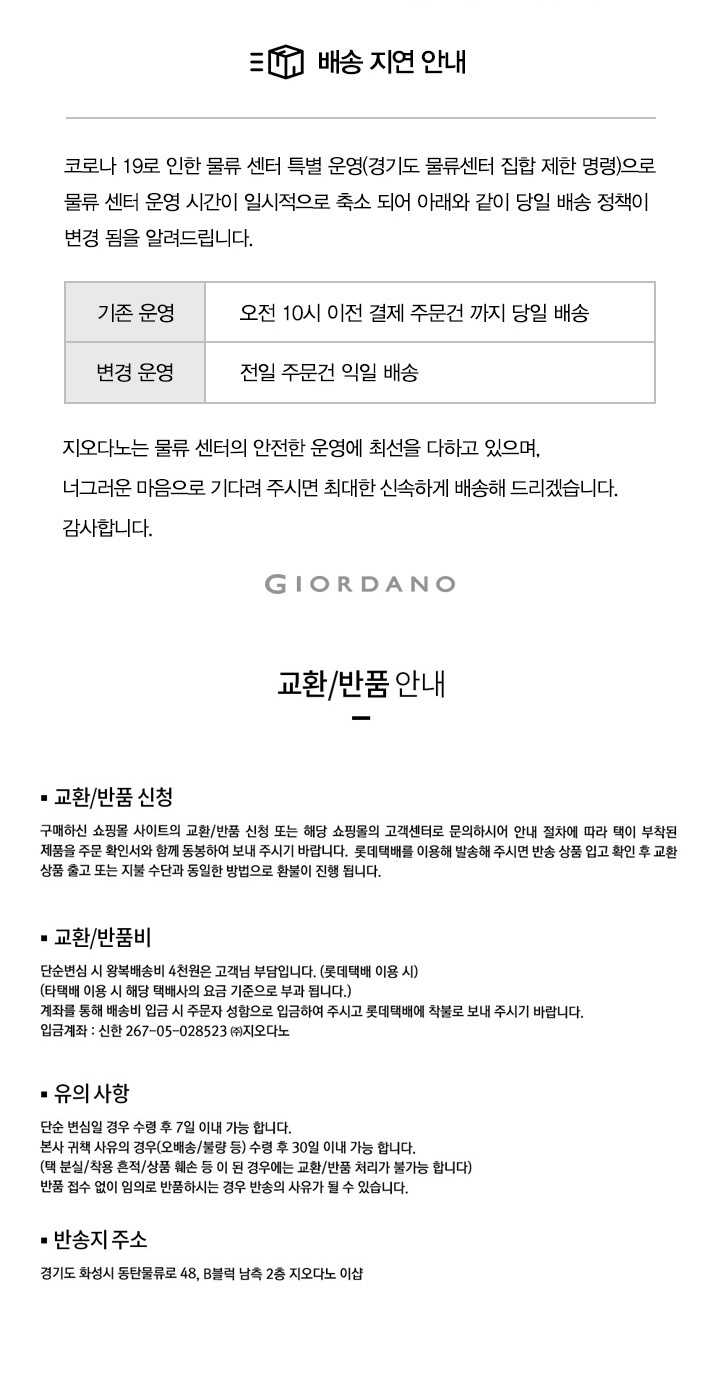 배송 지연 안내
코로나 19로 인한 물류 센터 특별 운영(경기도 물류센터 집합 제한 명령)으로
물류 센터 운영 시간이 일시적으로 축소 되어 아래와 같이 당일 배송 정책이
변경 됨을 알려드립니다.
기존 운영 오전 10시 이전 결제 주문건 까지 당일 배송
변경 운영 전일 주문건 익일 배송
지오다노는 물류 센터의 안전한 운영에 최선을 다하고 있으며,
너그러운 마음으로 기다려 주시면 최대한 신속하게 배송해 드리겠습니다.
감사합니다.
GIORDANO
교환/반품 안내
▪ 교환/반품 신청
구매하신 쇼핑몰 사이트의 교환/반품 신청 또는 해당 쇼핑몰의 고객센터로 문의하시어 안내 절차에 따라 택이 부착된
제품을 주문 확인서와 함께 동봉하여 보내 주시기 바랍니다. 롯데택배를 이용해 발송해 주시면 반송 상품 입고 확인 후 교환
상품 출고 또는 지불 수단과 동일한 방법으로 환불이 진행 됩니다.
▪ 교환/반품비
단순변심 시 왕복배송비 4천원은 고객님 부담입니다. (롯데택배 이용 시)
(타택배 이용 시 해당 택배사의 요금 기준으로 부과 됩니다.)
계좌를 통해 배송비 입금 시 주문자 성함으로 입금하여 주시고 롯데택배에 착불로 보내 주시기 바랍니다.
입금계좌 : 신한 267-05-028523 ㈜지오다노
▪ 유의 사항
단순 변심일 경우 수령 후 7일 이내 가능 합니다.
본사 귀책 사유의 경우(오배송/불량 등) 수령 후 30일 이내 가능 합니다.
(택 분실/착용 흔적/상품 훼손 등 이 된 경우에는 교환/반품 처리가 불가능 합니다)
반품 접수 없이 임의로 반품하시는 경우 반송의 사유가 될 수 있습니다.
▪ 반송지 주소
경기도 화성시 동탄물류로 48, B블럭 남측 2층 지오다노 이샵